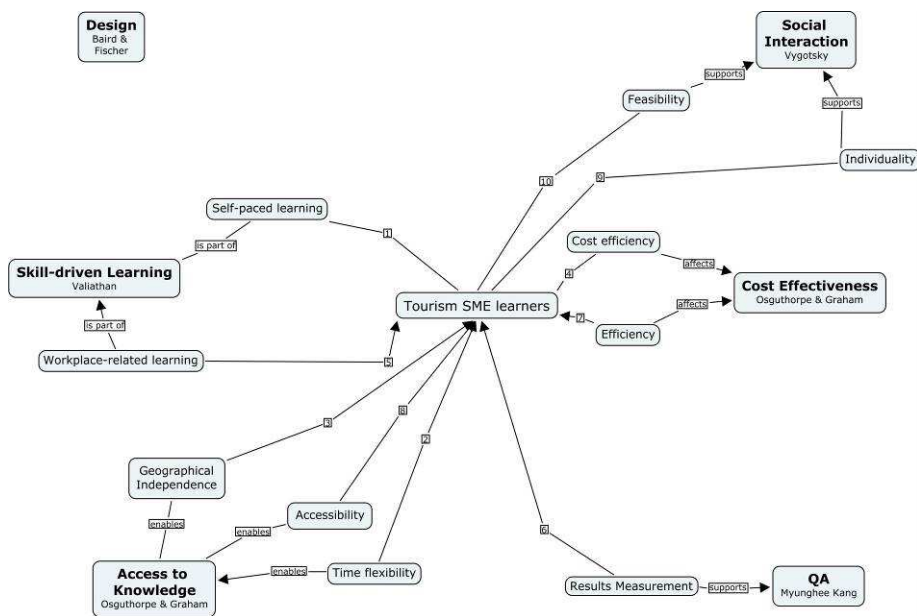 Design
Baird &
Fischer
Social
Interaction
Vygotsky
supports
Feasibility
supports
Individuality
10
9
Self-paced learning
1
is part of
Cost efficiency
4
affects
Skill-driven Learning
Valiathan
Cost Effectiveness
Osguthorpe & Graham
Tourism SME learners
affects
7
Efficiency
is part of
Workplace-related learning
5
3
8
2
Geographical
Independence
enables
Accessibility
enables
6
Access to
Knowledge
Osguthorpe & Graham
enables
Time flexibility
Results Measurement
supports
QA
Myunghee Kang